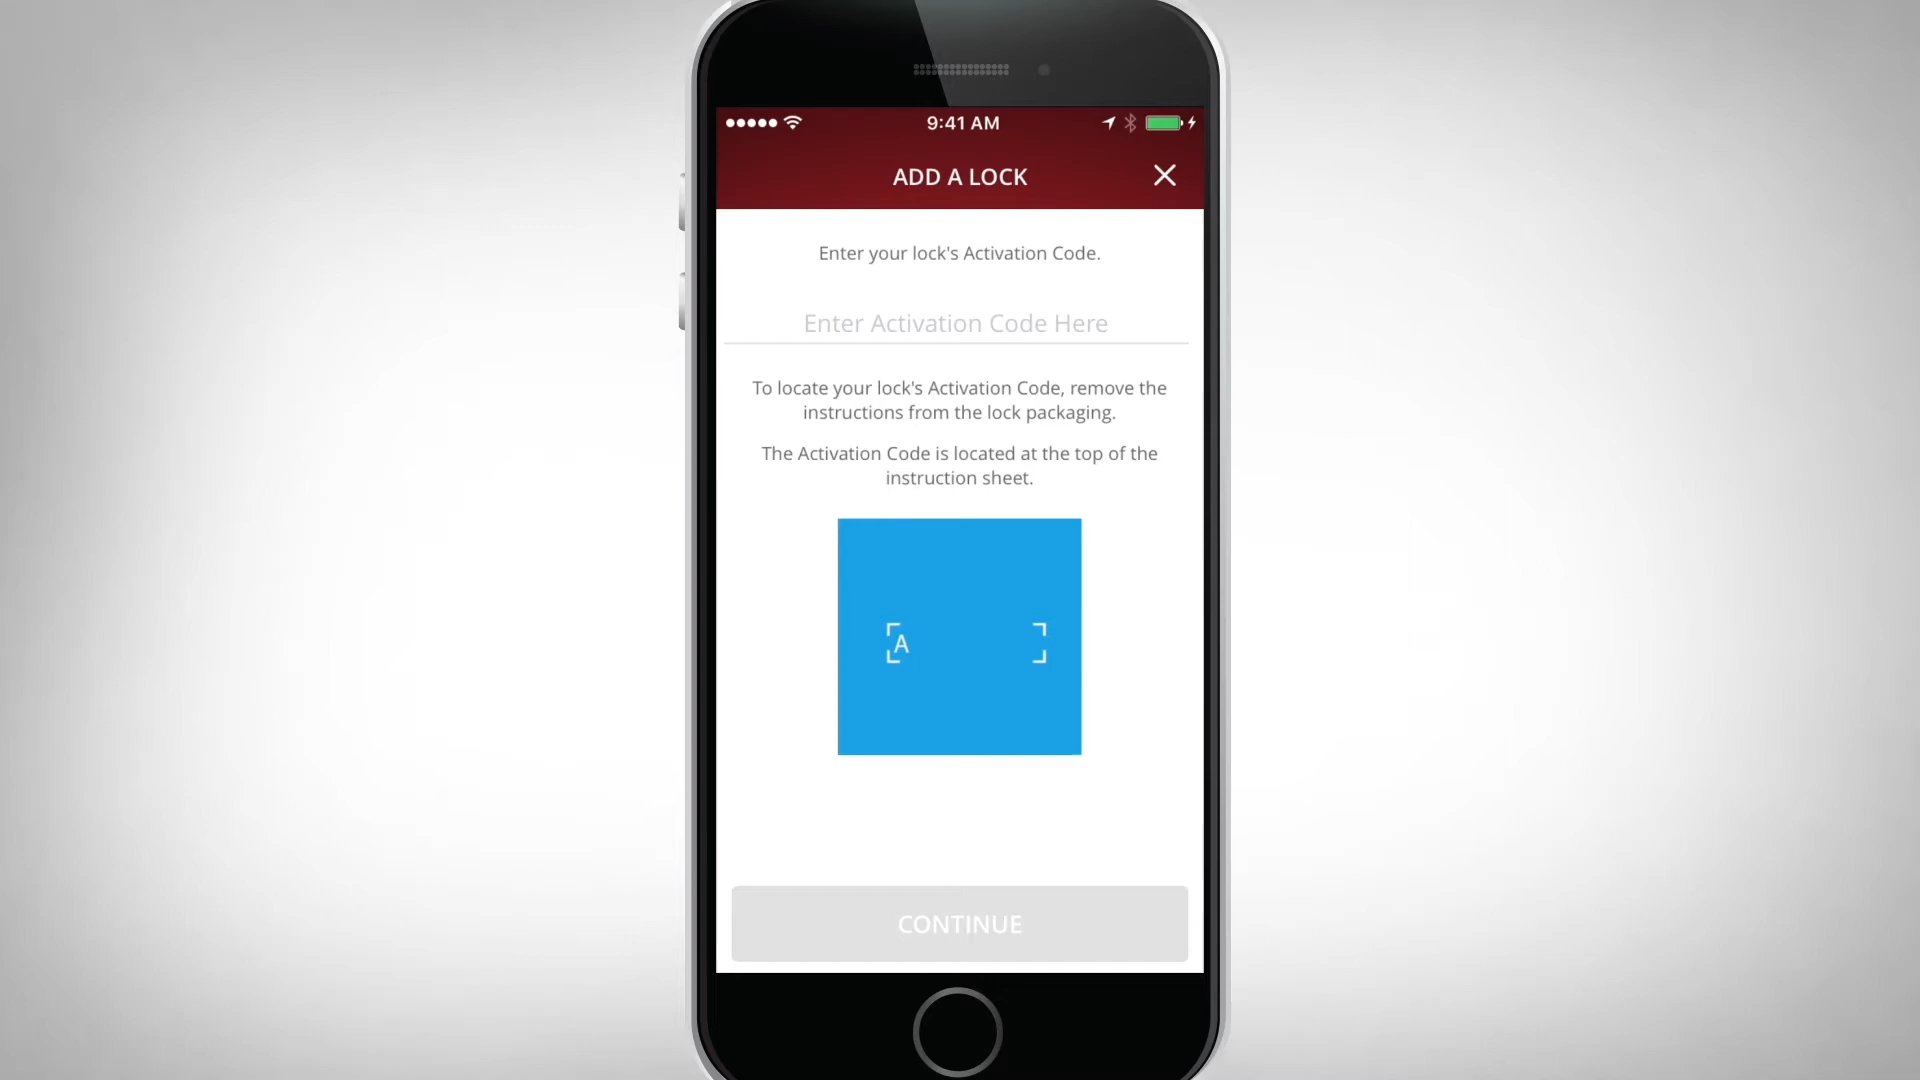 9:41 AM
ADD A LOCK
Enter your lock's Activation Code.
Enter Activation Code Here
To locate your lock's Activation Code, remove the
instructions from the lock packaging.
The Activation Code is located at the top of the
instruction sheet.
A
CONTINUE